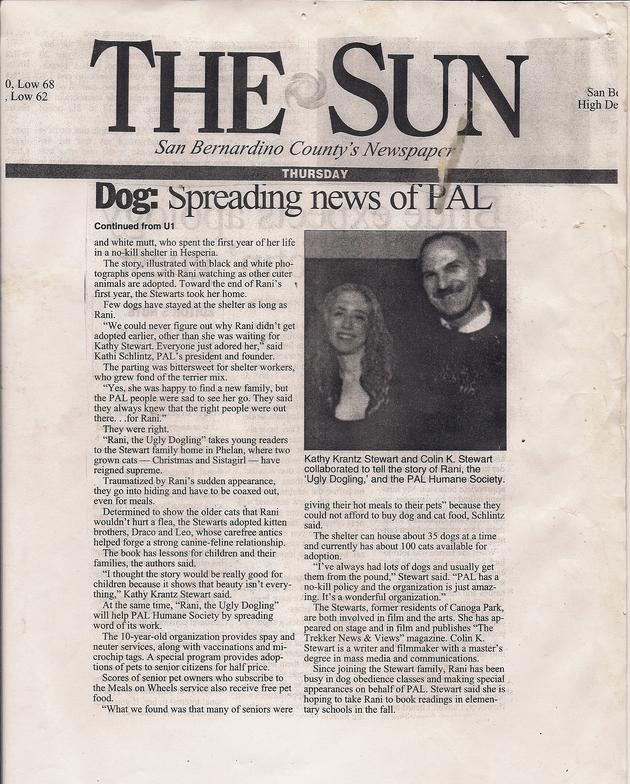 0, Low 68
, Low 62
THE SUN
San Be
High De
San Bernardino County's Newspaper
THURSDAY
Dog: Spreading news of PAL
Continued from U1
and white mutt, who spent the first year of her life
in a no-kill shelter in Hesperia.
The story, illustrated with black and white pho-
tographs opens with Rani watching as other cuter
animals are adopted. Toward the end of Rani's
first year, the Stewarts took her home.
Few dogs have stayed at the shelter as long as
Rani.
"We could never figure out why Rani didn't get
adopted earlier, other than she was waiting for
Kathy Stewart. Everyone just adored her," said
Kathi Schlintz, PAL's president and founder.
The parting was bittersweet for shelter workers,
who grew fond of the terrier mix.
"Yes, she was happy to find a new family, but
the PAL people were sad to see her go. They said
they always knew that the right people were out
there. . .for Rani."
They were right.
"Rani, the Ugly Dogling" takes young readers
to the Stewart family home in Phelan, where two
grown cats — Christmas and Sistagirl — have
reigned supreme.
Traumatized by Rani's sudden appearance,
they go into hiding and have to be coaxed out,
even for meals.
Determined to show the older cats that Rani
wouldn't hurt a flea, the Stewarts adopted kitten
brothers, Draco and Leo, whose carefree antics
helped forge a strong canine-feline relationship.
The book has lessons for children and their
families, the authors said.
"I thought the story would be really good for
children because it shows that beauty isn't every-
thing," Kathy Krantz Stewart said.
At the same time, "Rani, the Ugly Dogling"
will help PAL Humane Society by spreading
word of its work.
The 10-year-old organization provides spay and
neuter services, along with vaccinations and mi-
crochip tags. A special program provides adop-
tions of pets to senior citizens for half price.
Scores of senior pet owners who subscribe to
the Meals on Wheels service also receive free pet
food.
"What we found was that many of seniors were
Kathy Krantz Stewart and Colin K. Stewart
collaborated to tell the story of Rani, the
'Ugly Dogling,' and the PAL Humane Society.
giving their hot meals to their pets" because they
could not afford to buy dog and cat food, Schlintz
said.
The shelter can house about 35 dogs at a time
and currently has about 100 cats available for
adoption.
"I've always had lots of dogs and usually get
them from the pound," Stewart said. "PAL has a
no-kill policy and the organization is just amaz-
ing. It's a wonderful organization."
The Stewarts, former residents of Canoga Park,
are both involved in film and the arts. She has ap-
peared on stage and in film and publishes "The
Trekker News & Views" magazine. Colin K.
Stewart is a writer and filmmaker with a master's
degree in mass media and communications.
Since joining the Stewart family, Rani has been
busy in dog obedience classes and making special
appearances on behalf of PAL. Stewart said she is
hoping to take Rani to book readings in elemen-
tary schools in the fall.